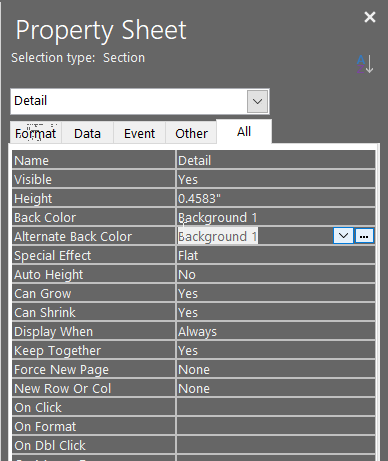 Property Sheet
Selection type: Section
Detail
Format Data Event Other All
Name Detail
Visible Yes
Height 0.4583"
Back Color Background 1
Alternate Back Color Background 1
Special Effect Flat
Auto Height No
Can Grow Yes
Can Shrink Yes
Display When Always
Keep Together Yes
Force New Page None
New Row Or Col None
On Click
On Format
On Dbl Click